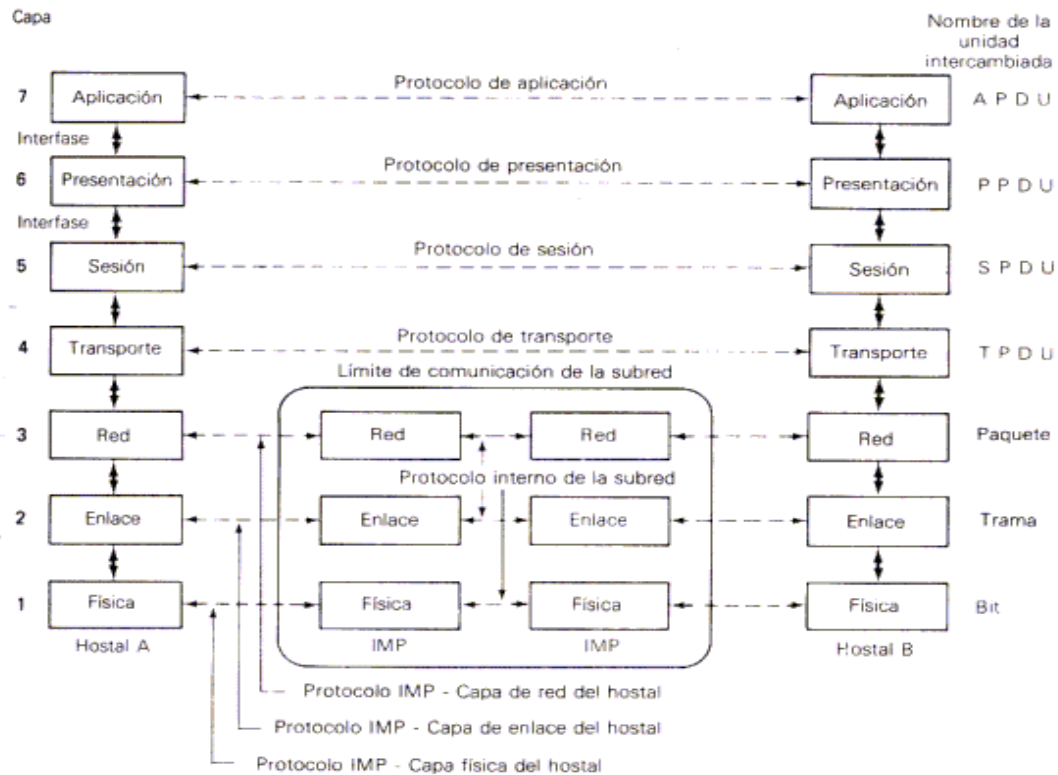 Capa
Nombre de la
unidad
intercambiada
7 Aplicación Protocolo de aplicación Aplicación A P D U
Interfase
6 Presentación Protocolo de presentación Presentación P P D U
Interfase
5 Sesión Protocolo de sesión Sesión S P D U
4 Transporte Protocolo de transporte Transporte T P D U
Límite de comunicación de la subred
3 Red Red Red Red Paquete
Protocolo interno de la subred
2 Enlace Enlace Enlace Enlace Trama
1 Física Física Física Física Bit
Hostal A IMP IMP Hostal B
Protocolo IMP - Capa de red del hostal
Protocolo IMP - Capa de enlace del hostal
Protocolo IMP - Capa física del hostal